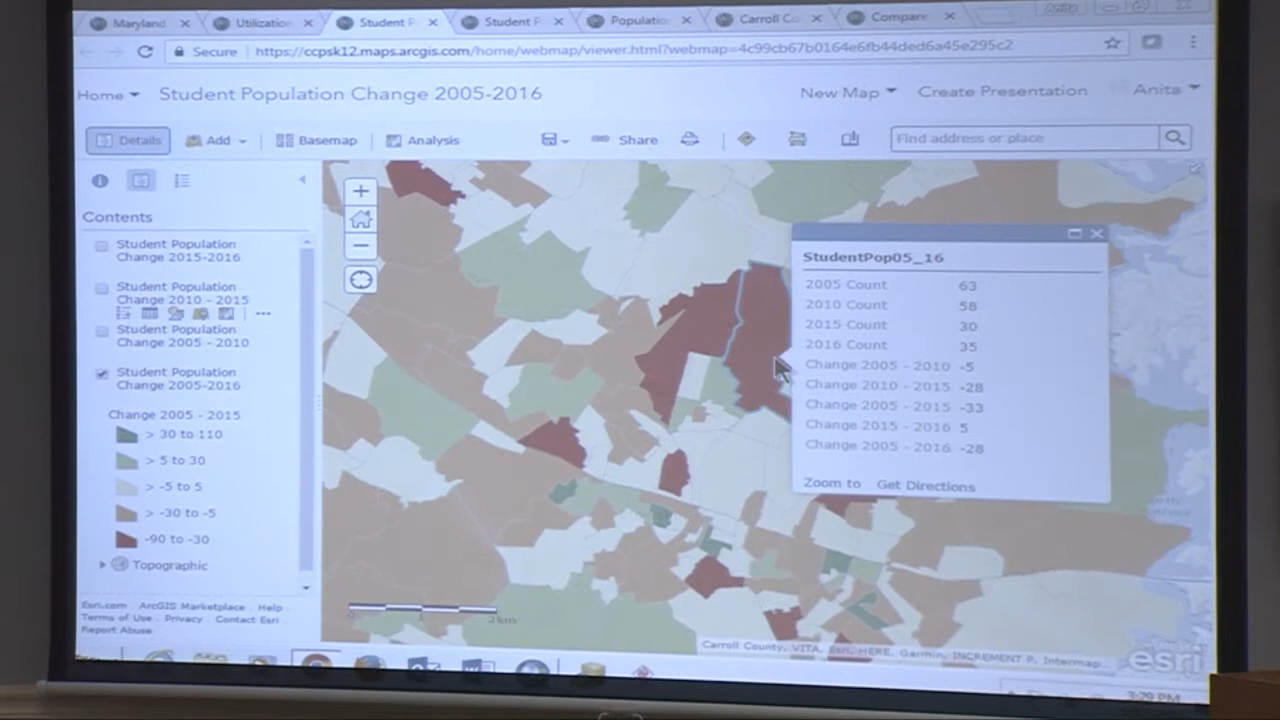 Maryland
Utilization
Student P
Student P
Populatio
Carroll Co
Compare
Secure
https://ccpsk12.maps.arcgis.com/home/webmap/viewer.html?webmap=4c99cb67b0164e6fb44ded6a45e295c2
Home
Student Population Change 2005-2016
New Map
Create Presentation
Anita
Details
Add
Basemap
Analysis
Share
Find address or place
Contents
Student Population
Change 2015-2016
Student Population
Change 2010 - 2015
Student Population
Change 2005 - 2010
Student Population
Change 2005-2016
Change 2005 - 2015
> 30 to 110
> 5 to 30
> -5 to 5
> -30 to -5
-90 to -30
Topographic
Esri.com . ArcGIS Marketplace . Help .
Terms of Use . Privacy . Contact Esri .
Report Abuse
StudentPop05_16
2005 Count 63
2010 Count 58
2015 Count 30
2016 Count 35
Change 2005 - 2010 -5
Change 2010 - 2015 -28
Change 2005 - 2015 -33
Change 2015 - 2016 5
Change 2005 - 2016 -28
Zoom to Get Directions
2km
Carroll County, VITA, Esri, HERE, Garmin, INCREMENT P, Intermap...
esri
3:29 PM